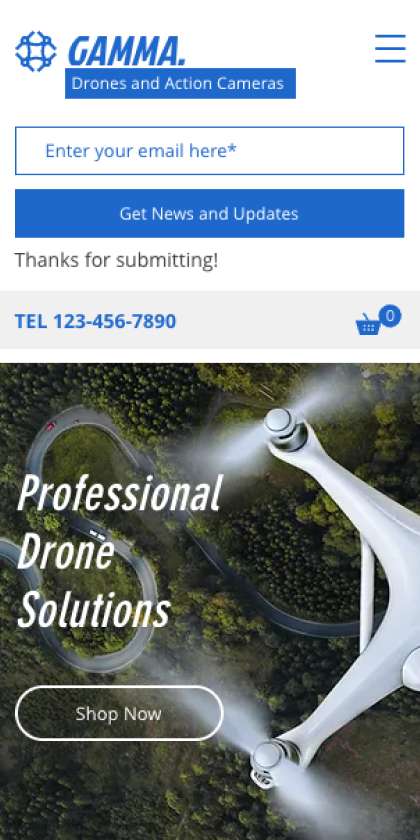 GAMMA.
Drones and Action Cameras
Enter your email here*
Get News and Updates
Thanks for submitting!
TEL 123-456-7890
0
Professional
Drone
Solutions
Shop Now